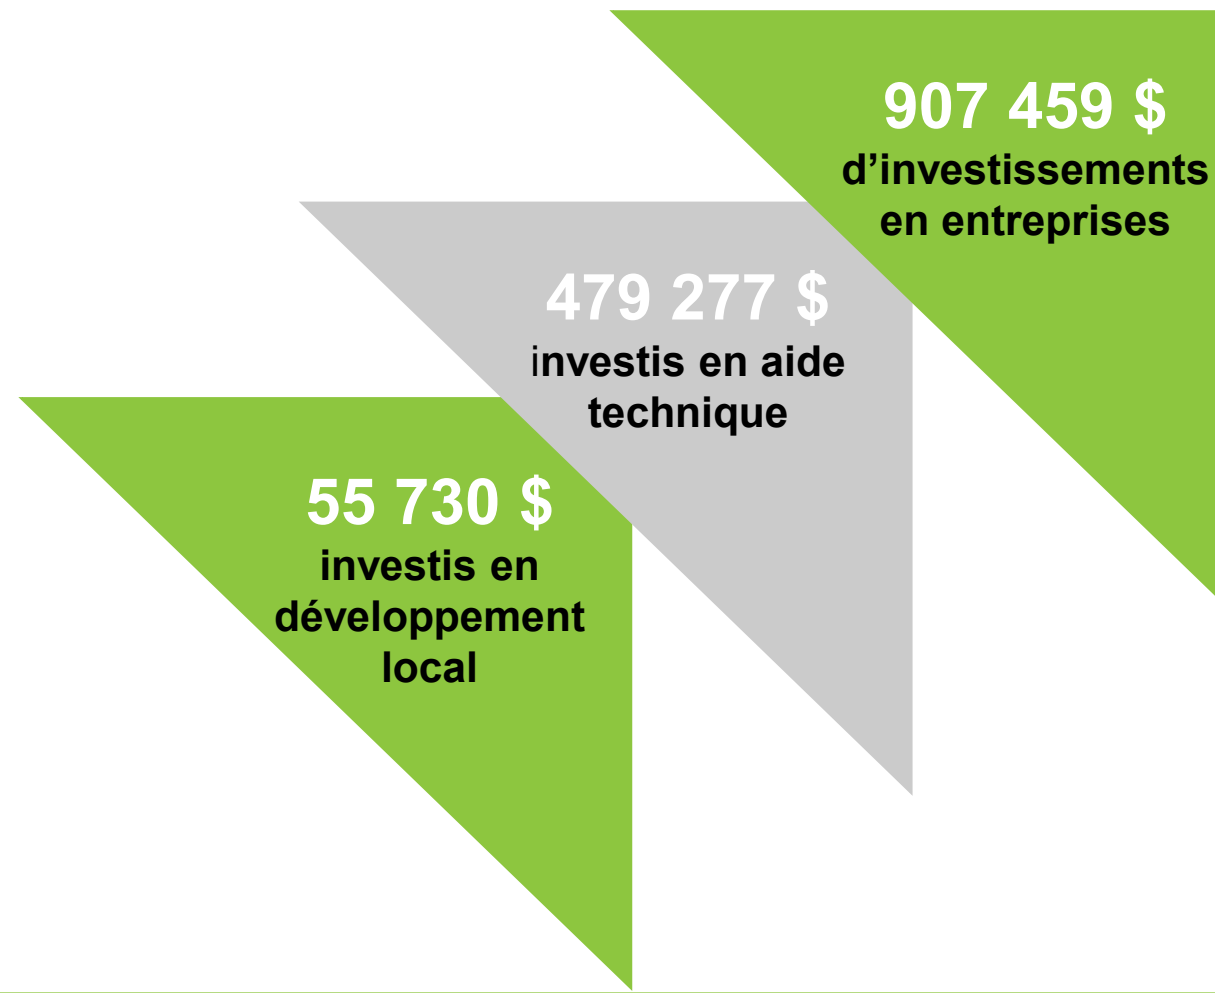 907 459 $
d’investissements
en entreprises
479 277 $
investis en aide
technique
55 730 $
investis en
développement
local